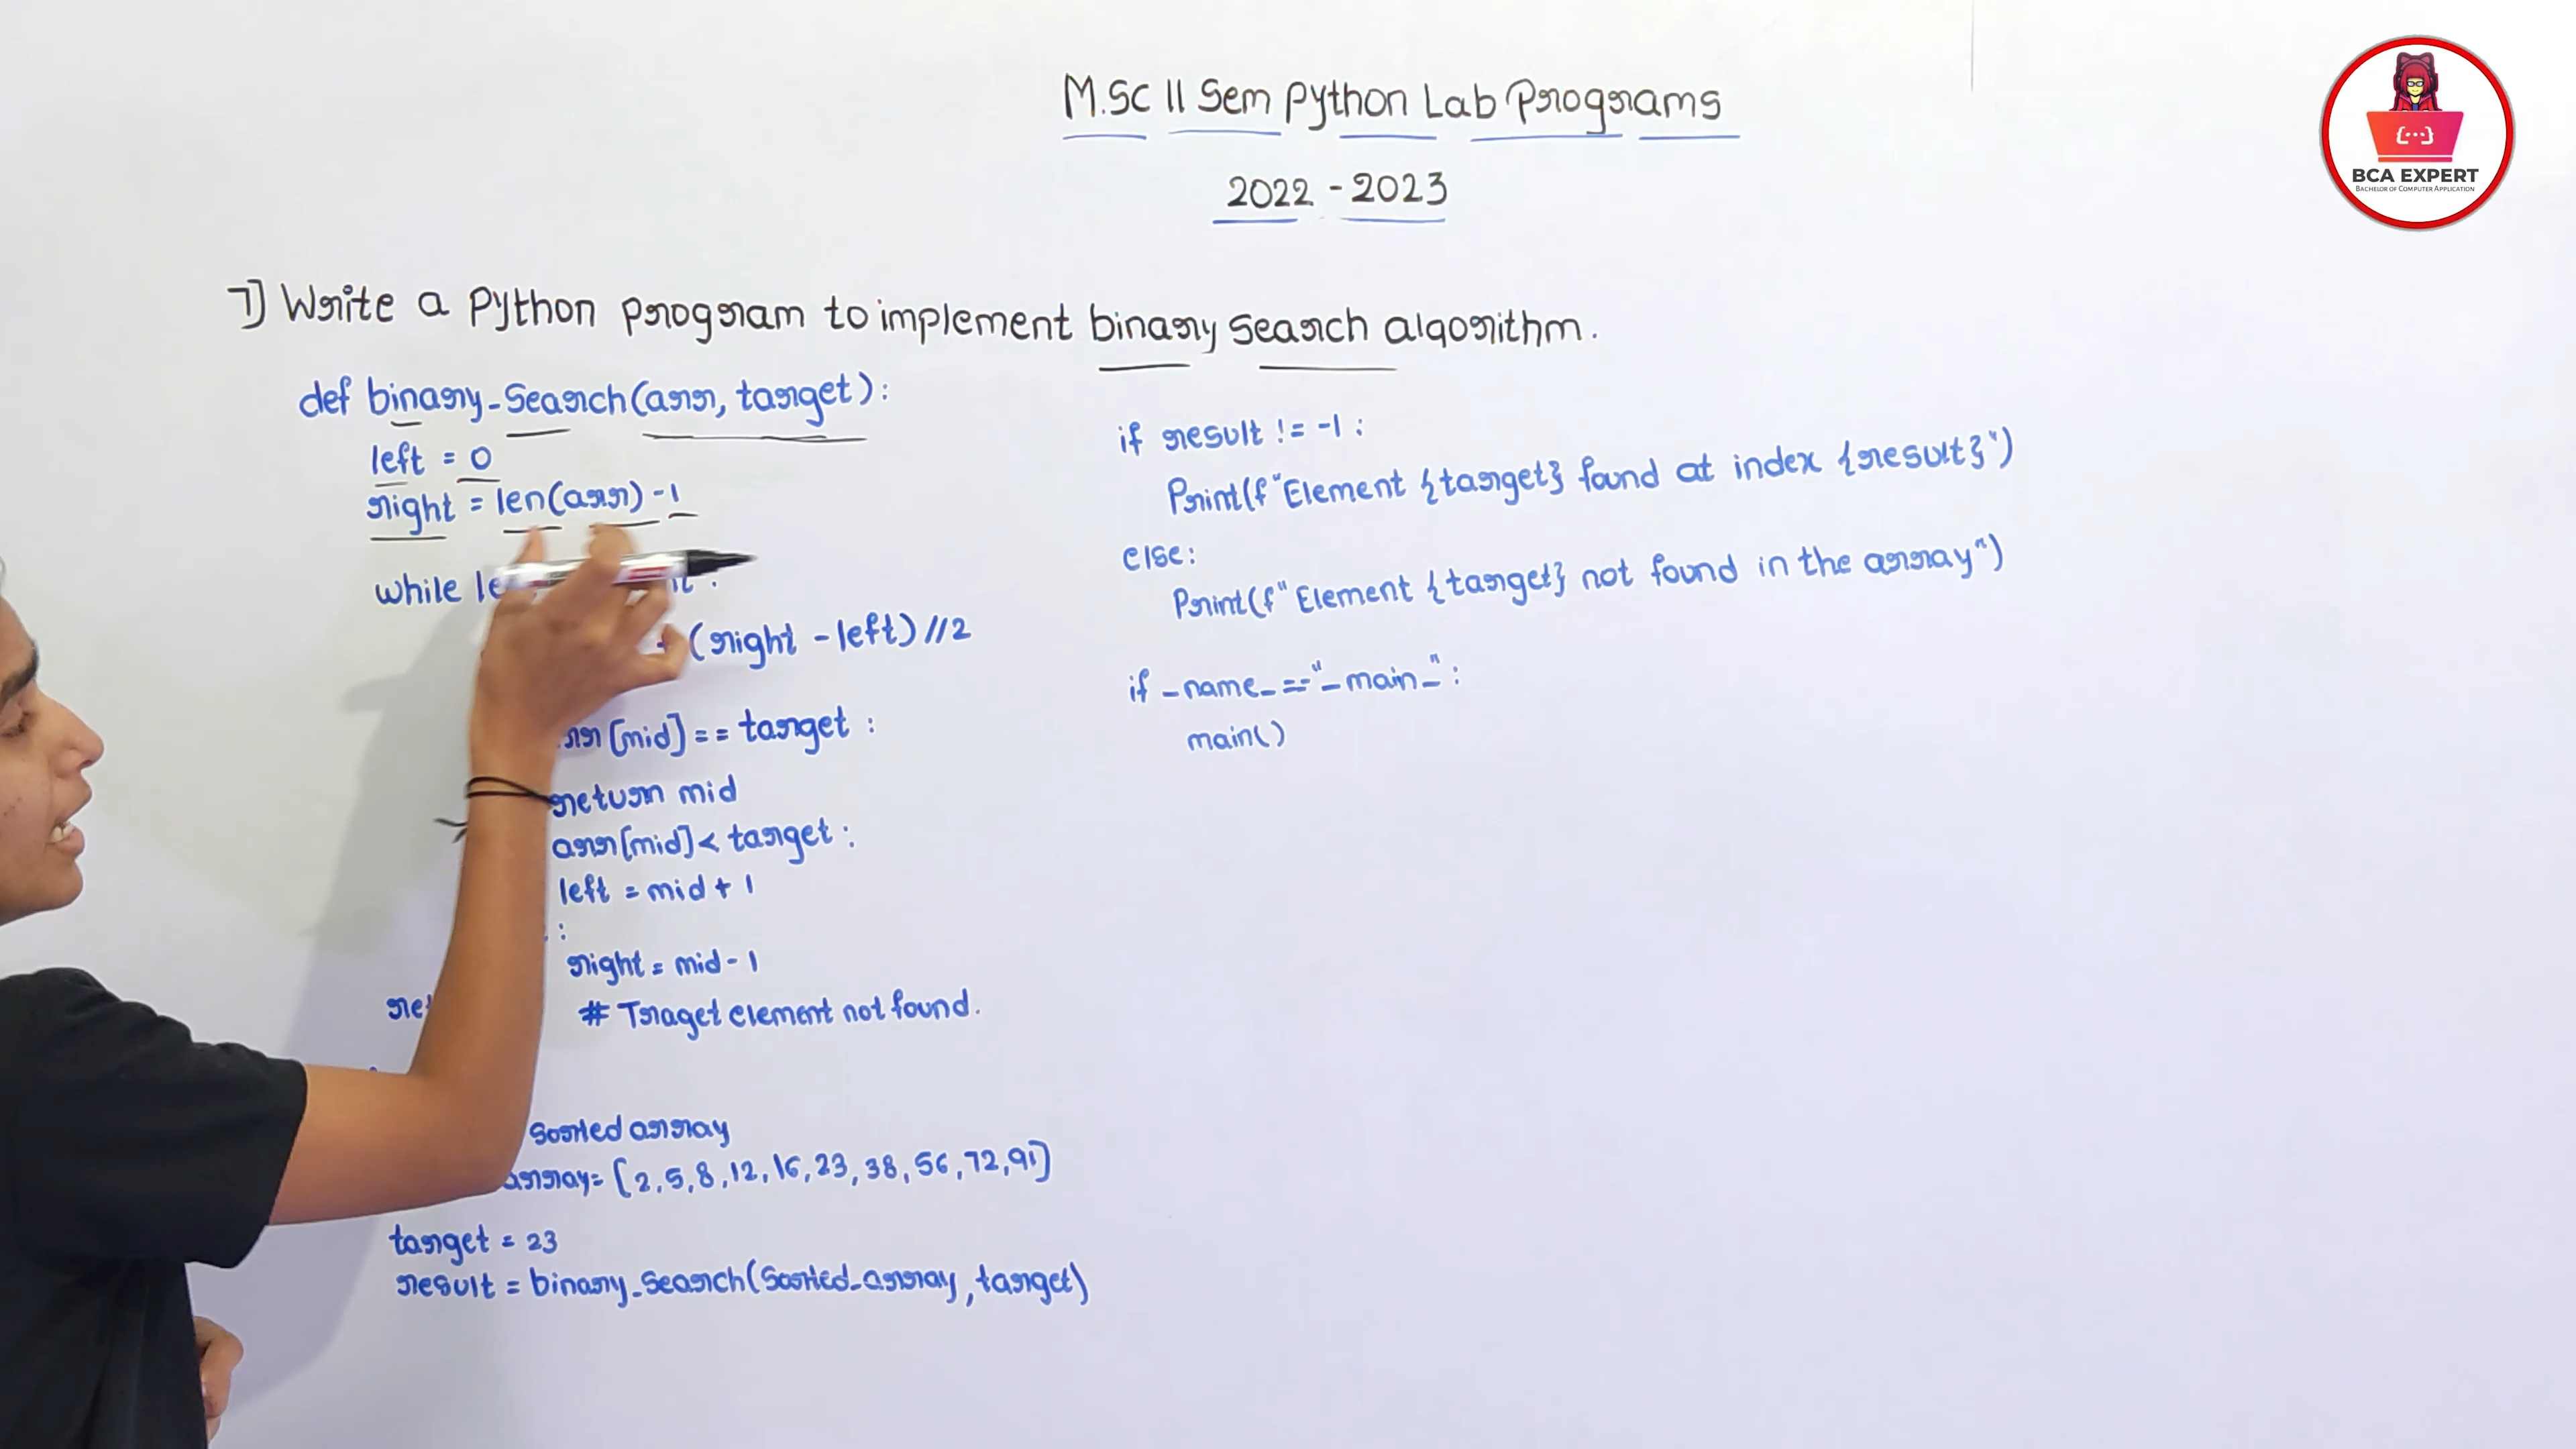 M.Sc II Sem Python Lab Programs
2022 - 2023
{...}
BCA EXPERT
BACHELOR OF COMPUTER APPLICATION
7] Write a Python program to implement binary search algorithm.
def binary_Search(arr, target):
left = 0
right = len(arr) -1
while
(right - left) // 2
[mid] == target :
return mid
arr[mid] < target :
left = mid + 1
:
right = mid - 1
# Traget element not found.
Sorted array
array= [2,5,8,12,16,23,38,56,72,91]
target = 23
result = binary_Search(Sorted_array, target)
if result != -1 :
Print(f"Element {target} found at index {result}")
else:
Print(f"Element {target} not found in the array")
if _name_ == "_main_" :
main()